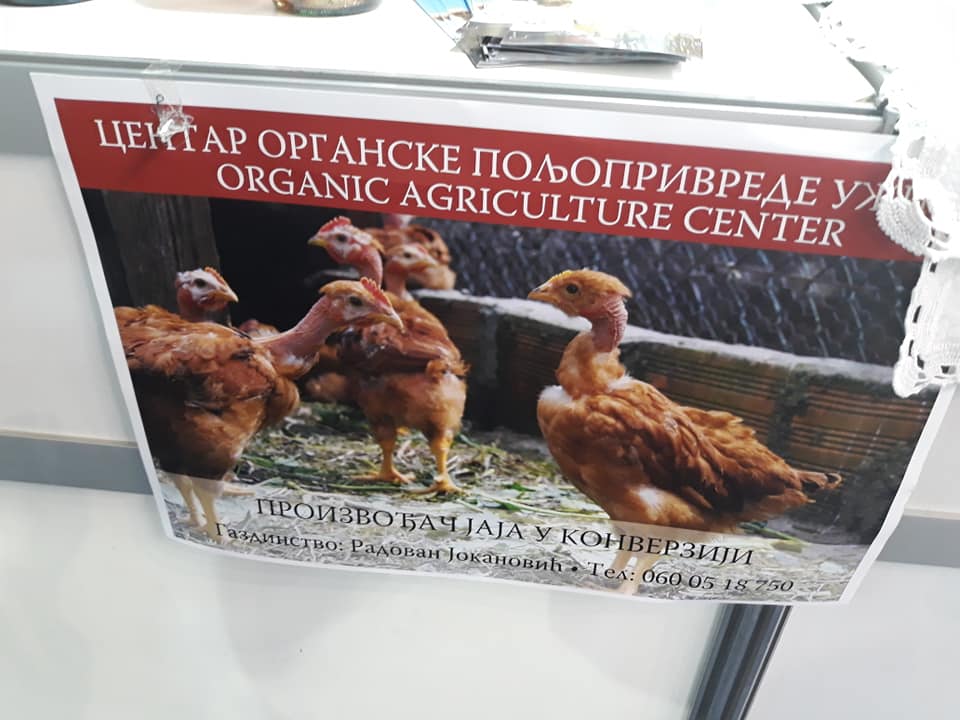 ЦЕНТАР ОРГАНСКЕ ПОЉОПРИВРЕДЕ
ORGANIC AGRICULTURE CENTER
ПРОИЗВОЂАЧ ЈАЈА У КОНВЕРЗИЈИ
Газдинство: Радован Јокановић • Тел: 060 05 18 750